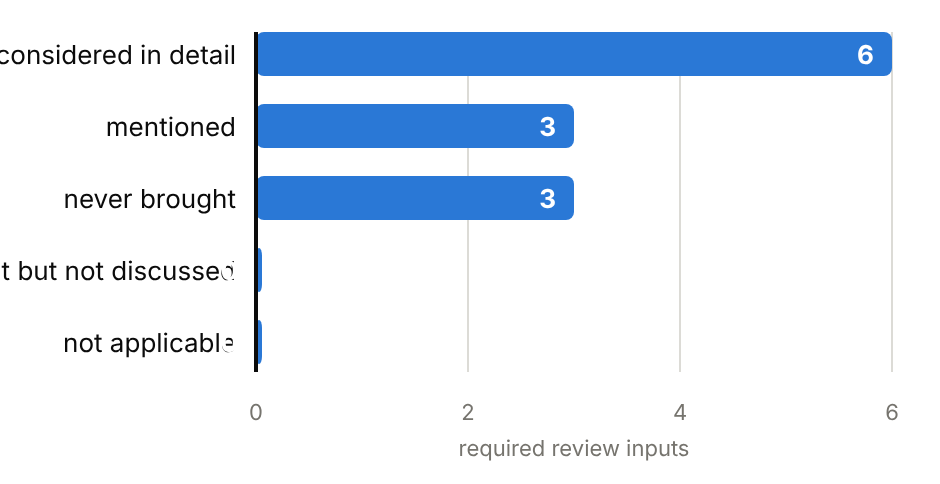 considered in detail
6
mentioned
3
never brought
3
t but not discussed
not applicable
0 2 4 6
required review inputs